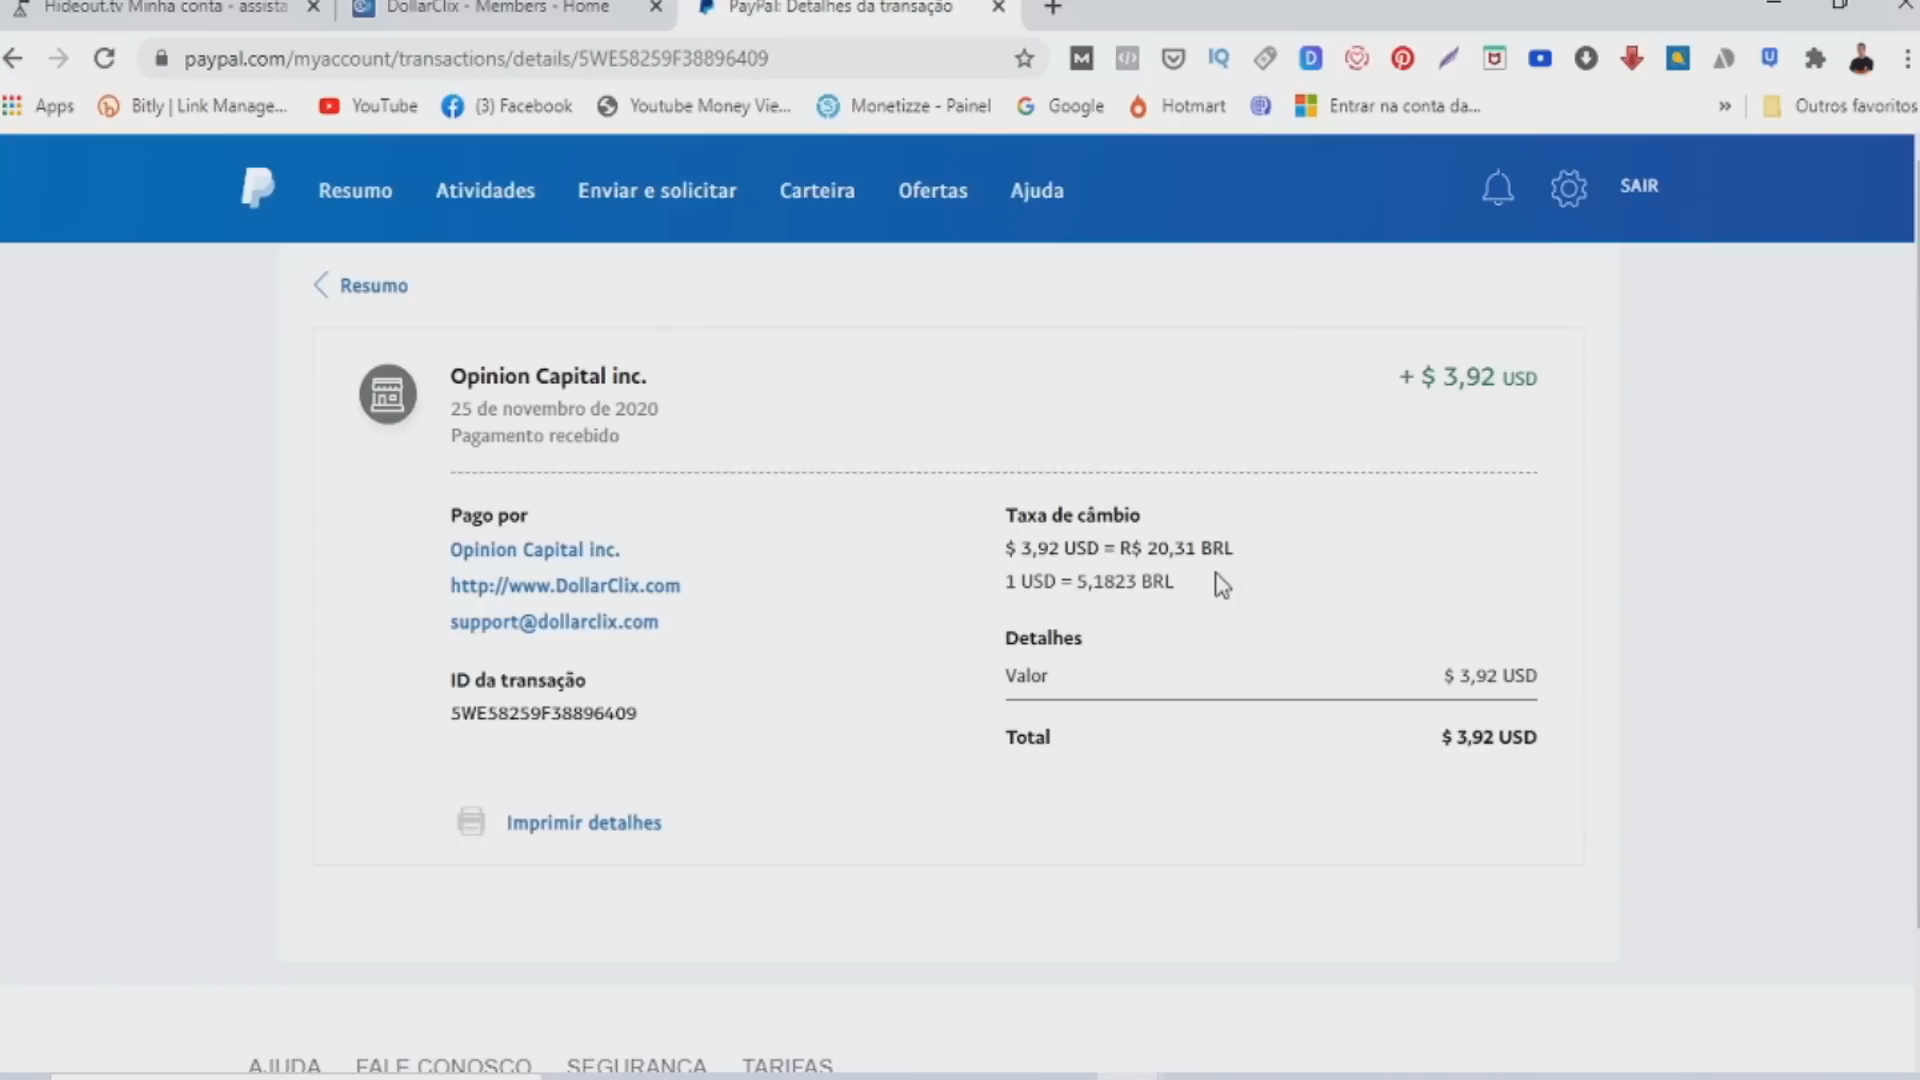 Hideout.tv Minha conta - assista
DollarClix - Members - Home
PayPal: Detalhes da transação
paypal.com/myaccount/transactions/details/5WE58259F38896409
Apps
Bitly | Link Manage...
YouTube
(3) Facebook
Youtube Money Vie...
Monetizze - Painel
Google
Hotmart
Entrar na conta da...
»
Outros favoritos
Resumo
Atividades
Enviar e solicitar
Carteira
Ofertas
Ajuda
SAIR
Resumo
Opinion Capital inc.
+ $ 3,92 USD
25 de novembro de 2020
Pagamento recebido
Pago por
Opinion Capital inc.
http://www.DollarClix.com
support@dollarclix.com
ID da transação
5WE58259F38896409
Taxa de câmbio
$ 3,92 USD = R$ 20,31 BRL
1 USD = 5,1823 BRL
Detalhes
Valor $ 3,92 USD
Total $ 3,92 USD
Imprimir detalhes
AJUDA FALE CONOSCO SEGURANÇA TARIFAS